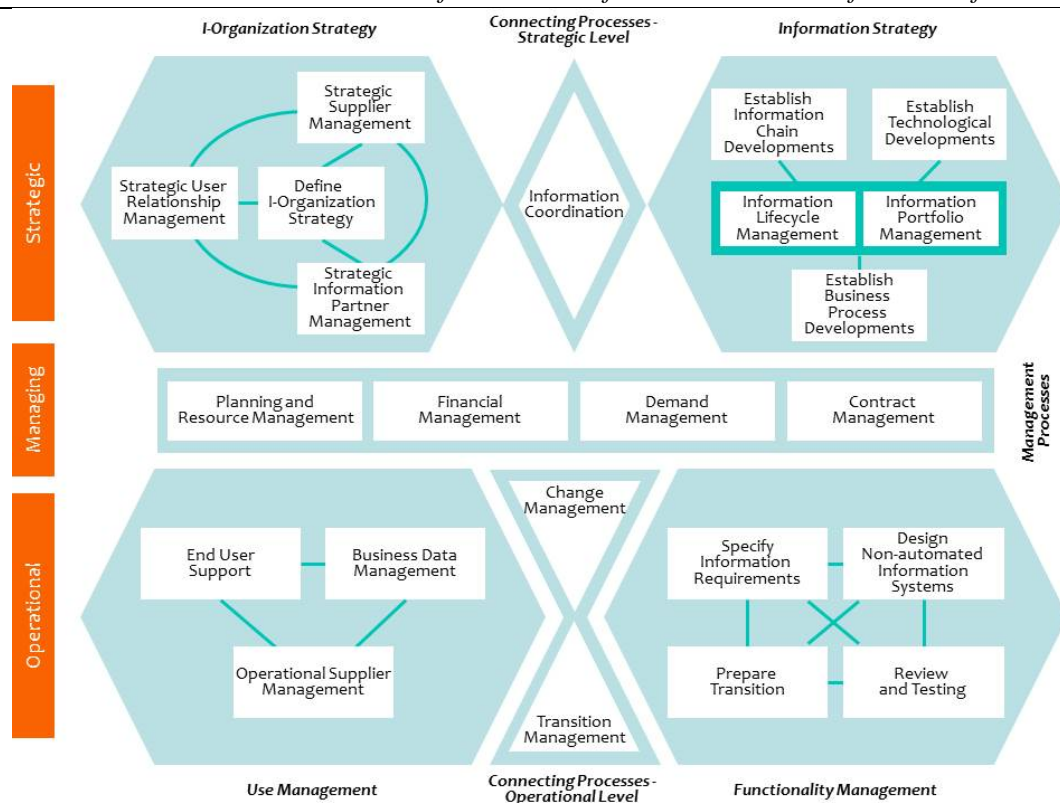 Connecting Processes-
Strategic Level
I-Organization Strategy
Information Strategy
Strategic
Strategic
Supplier
Management
Strategic User
Relationship
Management
Define
I-Organization
Strategy
Strategic
Information
Partner
Management
Information
Coordination
Establish
Information
Chain
Developments
Establish
Technological
Developments
Information
Lifecycle
Management
Information
Portfolio
Management
Establish
Business
Process
Developments
Managing
Planning and
Resource Management
Financial
Management
Demand
Management
Contract
Management
Management
Processes
Operational
End User
Support
Business Data
Management
Operational Supplier
Management
Change
Management
Transition
Management
Specify
Information
Requirements
Design
Non-automated
Information
Systems
Prepare
Transition
Review
and Testing
Use Management
Connecting Processes-
Operational Level
Functionality Management